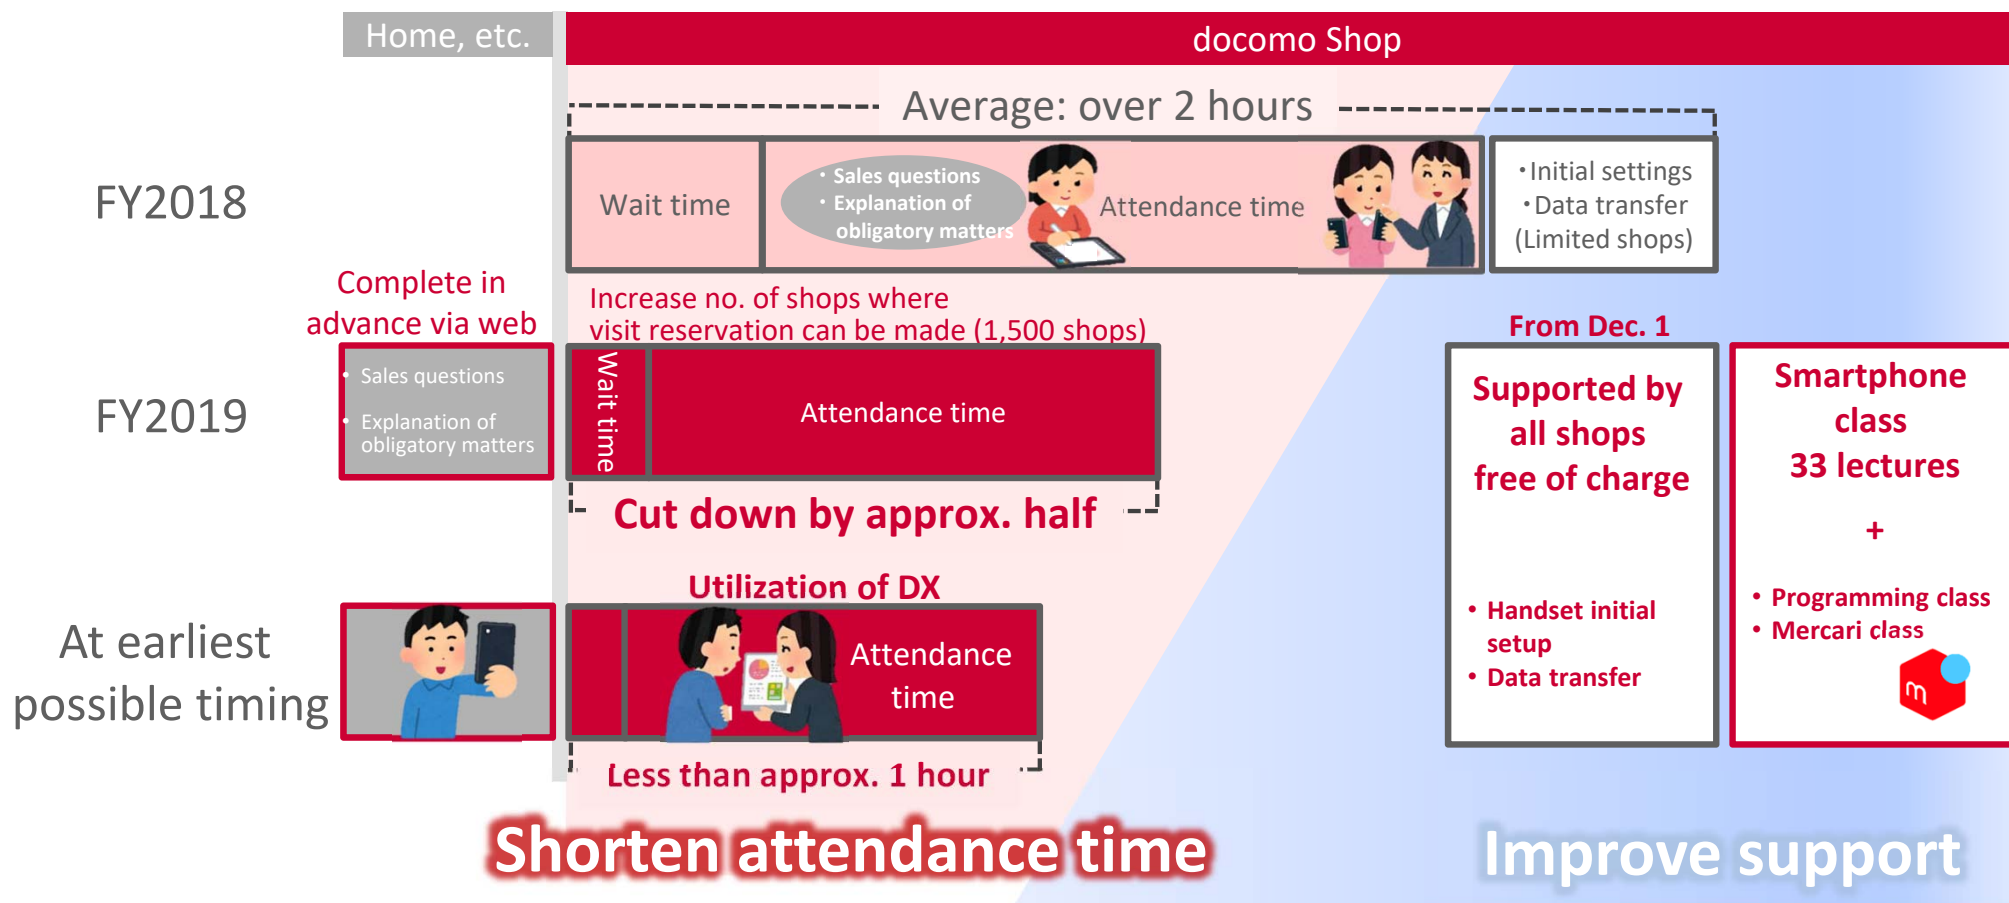 Home, etc.
docomo Shop
Average: over 2 hours
FY2018
Wait time
・Sales questions
・Explanation of
obligatory matters
Attendance time
・Initial settings
・Data transfer
(Limited shops)
Complete in
advance via web
Increase no. of shops where
visit reservation can be made (1,500 shops)
From Dec. 1
FY2019
• Sales questions
• Explanation of
obligatory matters
Wait time
Attendance time
Cut down by approx. half
Supported by
all shops
free of charge
• Handset initial
setup
• Data transfer
Smartphone
class
33 lectures
+
• Programming class
• Mercari class
m
At earliest
possible timing
Utilization of DX
Attendance
time
Less than approx. 1 hour
Shorten attendance time
Improve support